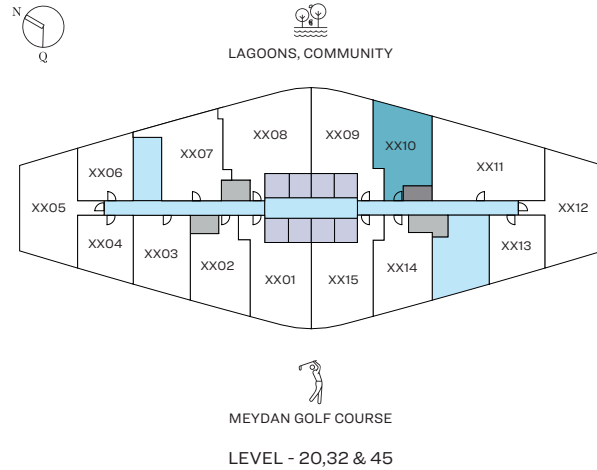 N
Q
LAGOONS, COMMUNITY
XX08
XX09
XX07
XX10
XX06
XX11
XX05
XX12
XX04
XX03
XX02
XX01
XX15
XX14
XX13
MEYDAN GOLF COURSE
LEVEL - 20,32 & 45